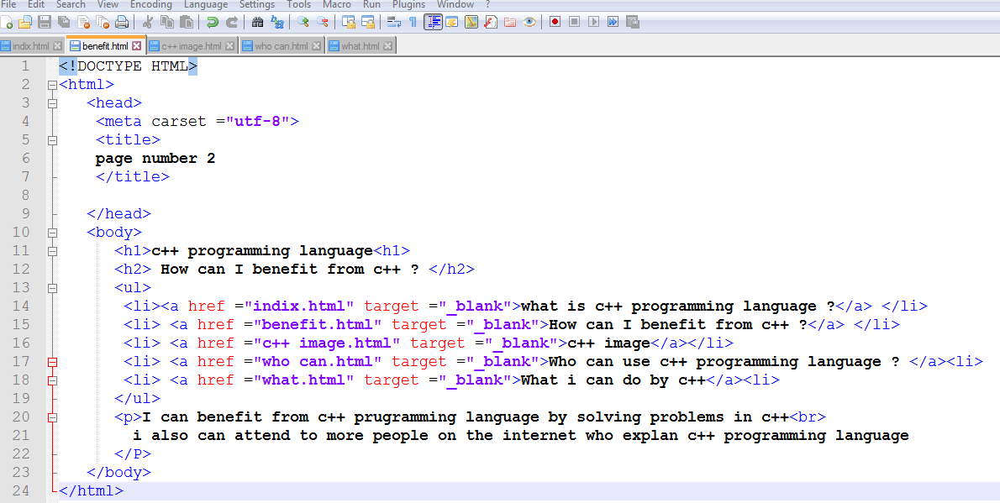 File Edit Search View Encoding Language Settings Tools Macro Run Plugins Window ?
indix.html benefit.html c++ image.html who can.html what.html
1 <!DOCTYPE HTML>
2 <html>
3 <head>
4 <meta carset ="utf-8">
5 <title>
6 page number 2
7 </title>
8
9 </head>
10 <body>
11 <h1>c++ programming language<h1>
12 <h2> How can I benefit from c++ ? </h2>
13 <ul>
14 <li><a href ="indix.html" target ="_blank">what is c++ programming language ?</a> </li>
15 <li> <a href ="benefit.html" target ="_blank">How can I benefit from c++ ?</a> </li>
16 <li> <a href ="c++ image.html" target ="_blank">c++ image</a></li>
17 <li> <a href ="who can.html" target ="_blank">Who can use c++ programming language ? </a><li>
18 <li> <a href ="what.html" target ="_blank">What i can do by c++</a><li>
19 </ul>
20 <p>I can benefit from c++ prugramming language by solving problems in c++<br>
21 i also can attend to more people on the internet who explan c++ programming language
22 </P>
23 </body>
24 </html>